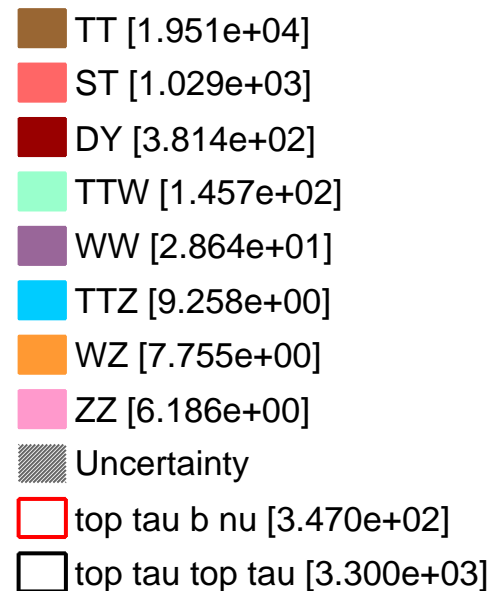 TT [1.951e+04]
ST [1.029e+03]
DY [3.814e+02]
TTW [1.457e+02]
WW [2.864e+01]
TTZ [9.258e+00]
WZ [7.755e+00]
ZZ [6.186e+00]
Uncertainty
top tau b nu [3.470e+02]
top tau top tau [3.300e+03]